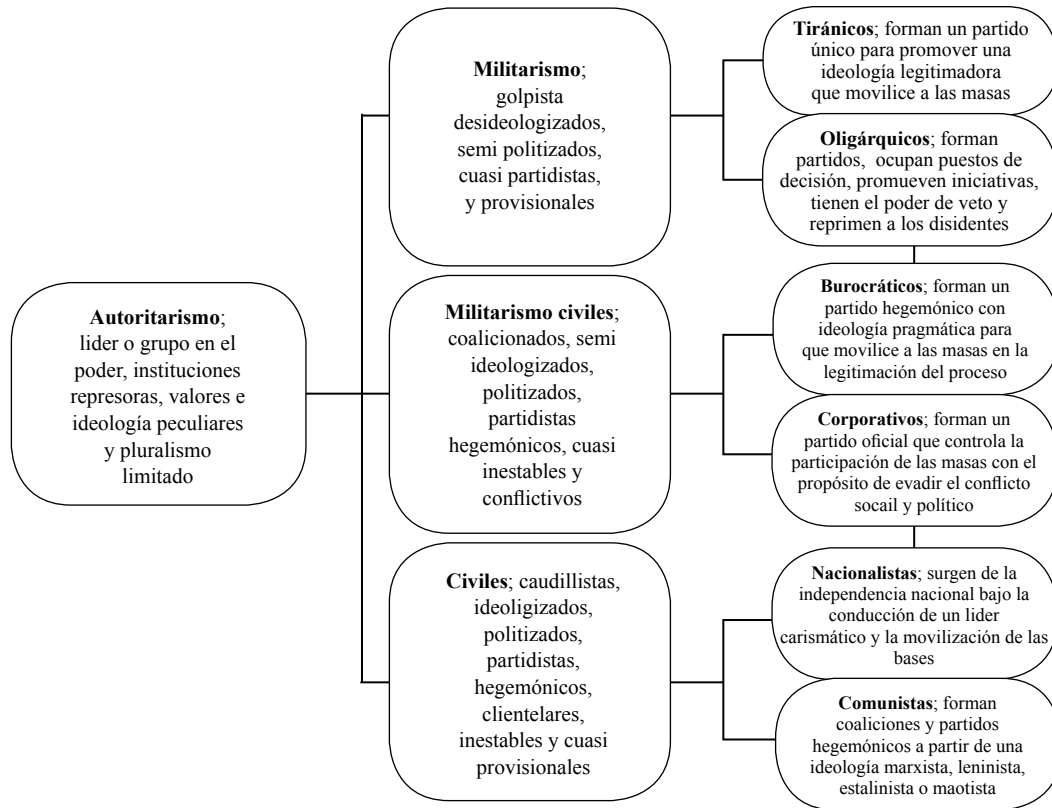 Autoritarismo;
lider o grupo en el
poder, instituciones
represoras, valores e
ideología peculiares
y pluralismo
limitado
Militarismo;
golpista
desideologizados,
semi politizados,
cuasi partidistas,
y provisionales
Tiránicos; forman un partido
único para promover una
ideología legitimadora
que movilice a las masas
Oligárquicos; forman
partidos, ocupan puestos de
decisión, promueven iniciativas,
tienen el poder de veto y
reprimen a los disidentes
Militarismo civiles;
coalicionados, semi
ideologizados,
politizados,
partidistas
hegemónicos, cuasi
inestables y
conflictivos
Burocráticos; forman un
partido hegemónico con
ideología pragmática para
que movilice a las masas en la
legitimación del proceso
Corporativos; forman un
partido oficial que controla la
participación de las masas con el
propósito de evadir el conflicto
socail y político
Civiles; caudillistas,
ideoligizados,
politizados,
partidistas,
hegemónicos,
clientelares,
inestables y cuasi
provisionales
Nacionalistas; surgen de la
independencia nacional bajo la
conducción de un lider
carismático y la movilización de las
bases
Comunistas; forman
coaliciones y partidos
hegemónicos a partir de una
ideología marxista, leninista,
estalinista o maotista